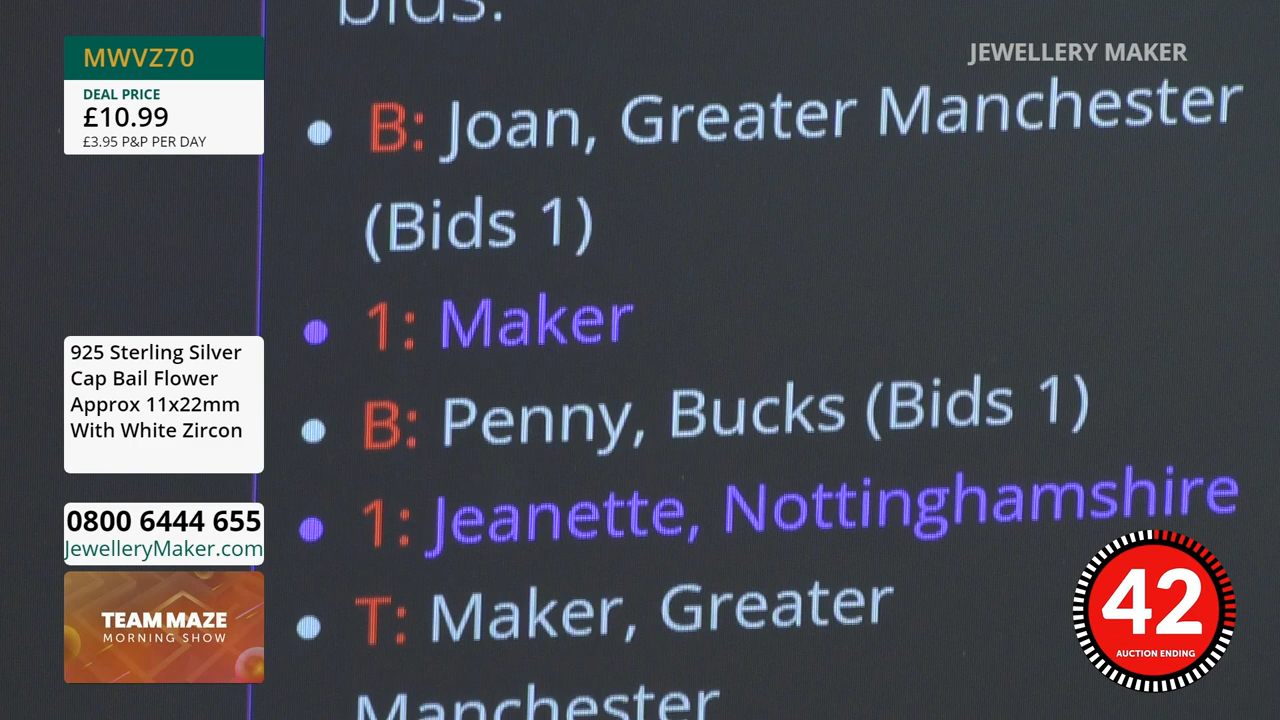 MWVZ70
DEAL PRICE
£10.99
£3.95 P&P PER DAY
925 Sterling Silver
Cap Bail Flower
Approx 11x22mm
With White Zircon
0800 6444 655
JewelleryMaker.com
TEAM MAZE
MORNING SHOW
JEWELLERY MAKER
bids.
B: Joan, Greater Manchester
(Bids 1)
1: Maker
B: Penny, Bucks (Bids 1)
1: Jeanette, Nottinghamshire
T: Maker, Greater
Manchester
42
AUCTION ENDING